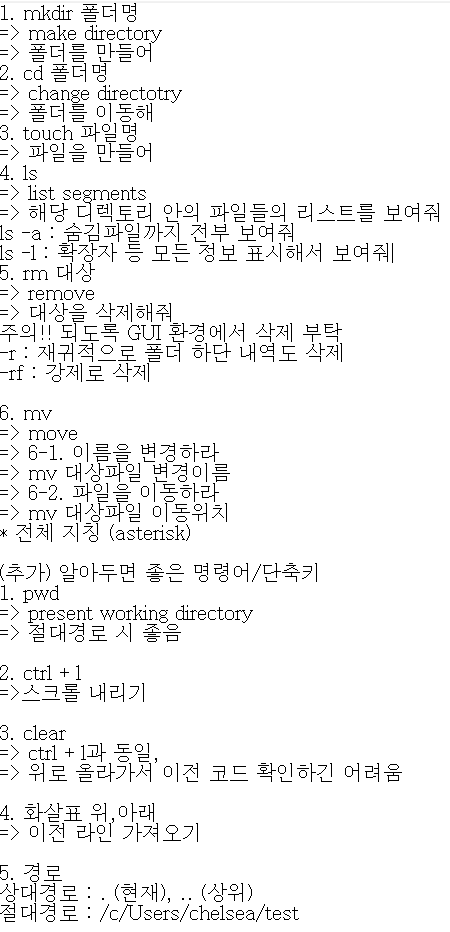 1. mkdir 폴더명
=> make directory
=> 폴더를 만들어
2. cd 폴더명
=> change directotry
=> 폴더를 이동해
3. touch 파일명
=> 파일을 만들어
4. ls
=> list segments
=> 해당 디렉토리 안의 파일들의 리스트를 보여줘
ls -a : 숨김파일까지 전부 보여줘
ls -l : 확장자 등 모든 정보 표시해서 보여줘
5. rm 대상
=> remove
=> 대상을 삭제해줘
주의!! 되도록 GUI 환경에서 삭제 부탁
-r : 재귀적으로 폴더 하단 내역도 삭제
-rf : 강제로 삭제
6. mv
=> move
=> 6-1. 이름을 변경하라
=> mv 대상파일 변경이름
=> 6-2. 파일을 이동하라
=> mv 대상파일 이동위치
* 전체 지칭 (asterisk)
(추가) 알아두면 좋은 명령어/단축키
1. pwd
=> present working directory
=> 절대경로 시 좋음
2. ctrl + l
=>스크롤 내리기
3. clear
=> ctrl + l과 동일,
=> 위로 올라가서 이전 코드 확인하긴 어려움
4. 화살표 위,아래
=> 이전 라인 가져오기
5. 경로
상대경로 : . (현재), .. (상위)
절대경로 : /c/Users/chelsea/test